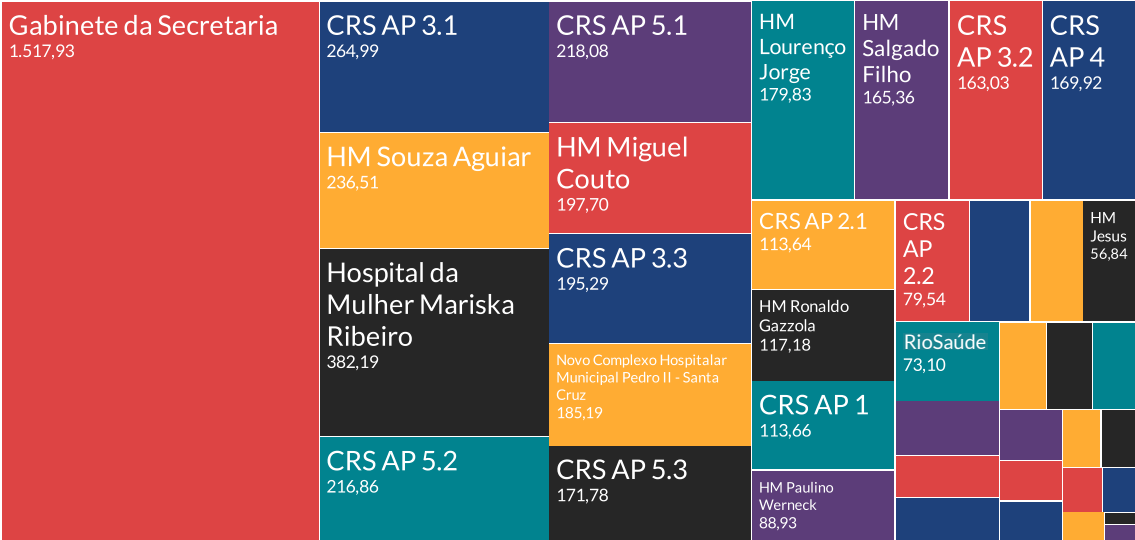 Gabinete da Secretaria
1.517,93
CRS AP 3.1
264,99
HM Souza Aguiar
236,51
Hospital da
Mulher Mariska
Ribeiro
382,19
CRS AP 5.2
216,86
CRS AP 5.1
218,08
HM Miguel
Couto
197,70
CRS AP 3.3
195,29
Novo Complexo Hospitalar
Municipal Pedro II - Santa
Cruz
185,19
CRS AP 5.3
171,78
HM
Lourenço
Jorge
179,83
HM
Salgado
Filho
165,36
CRS
AP 3.2
163,03
CRS
AP 4
169,92
CRS AP 2.1
113,64
HM Ronaldo
Gazzola
117,18
CRS AP 1
113,66
HM Paulino
Werneck
88,93
CRS
AP
2.2
79,54
HM
Jesus
56,84
RioSaúde
73,10